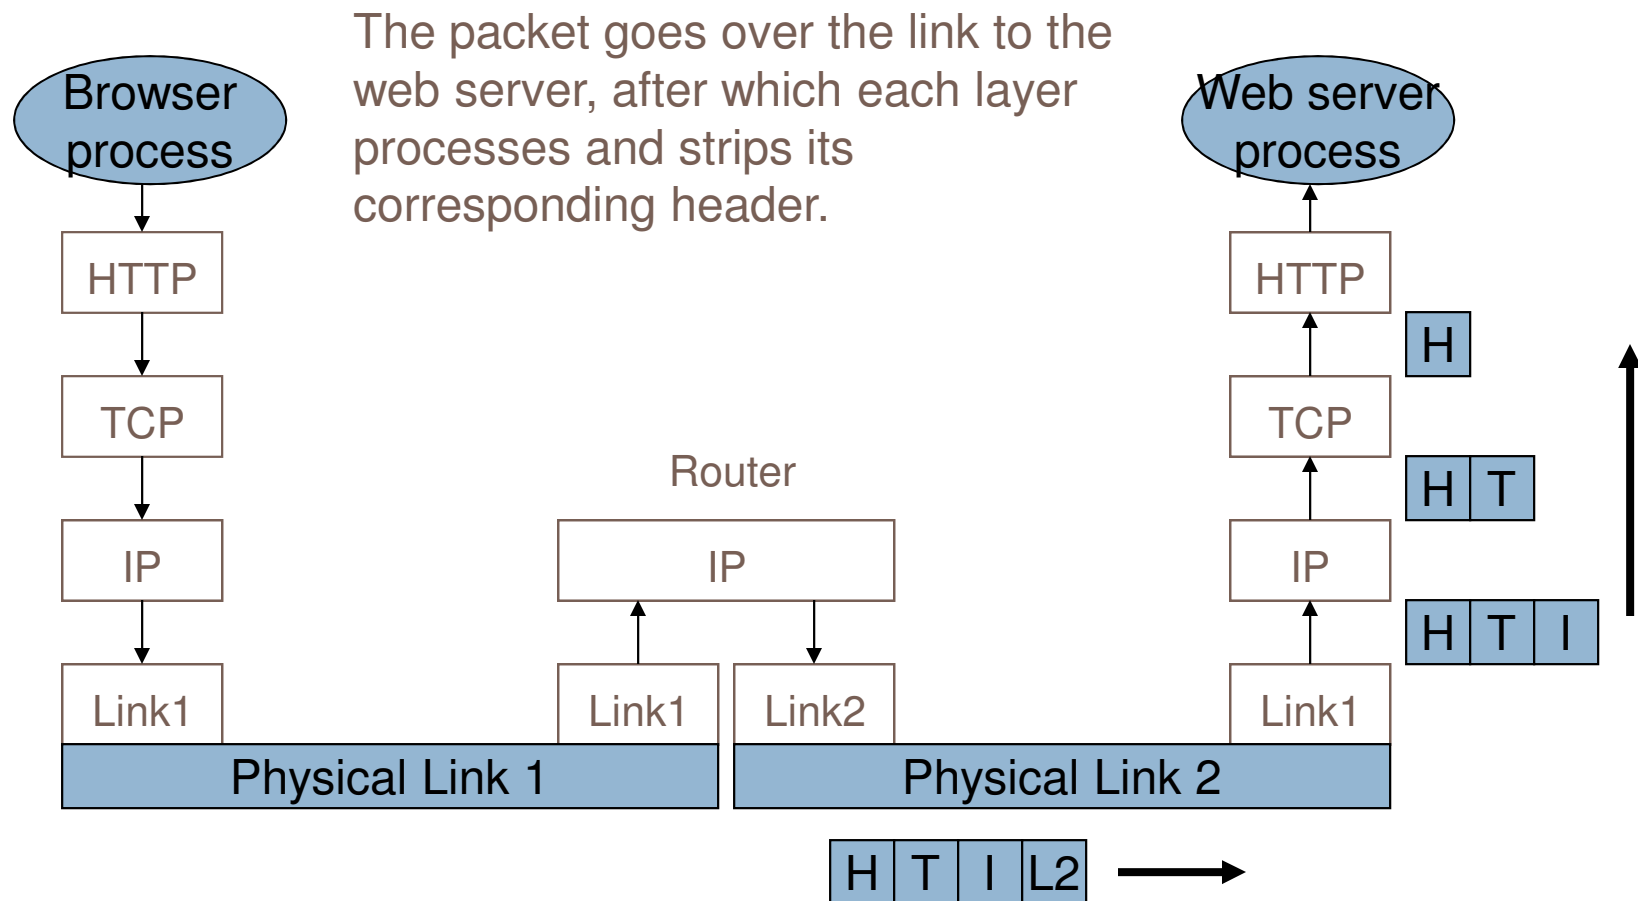 The packet goes over the link to the
web server, after which each layer
processes and strips its
corresponding header.
Browser
process
Web server
process
HTTP
HTTP
H
TCP
TCP
Router
H T
IP
IP
IP
H T I
Link1
Link1
Link2
Link1
Physical Link 1
Physical Link 2
H T I L2